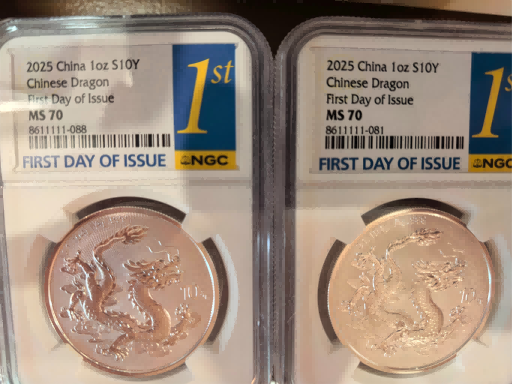 2025 China 1oz S10Y
Chinese Dragon
First Day of Issue
MS 70
8611111-088
FIRST DAY OF ISSUE
1st
NGC
2025 China 1oz S10Y
Chinese Dragon
First Day of Issue
MS 70
8611111-081
FIRST DAY OF ISSUE
1st
NGC